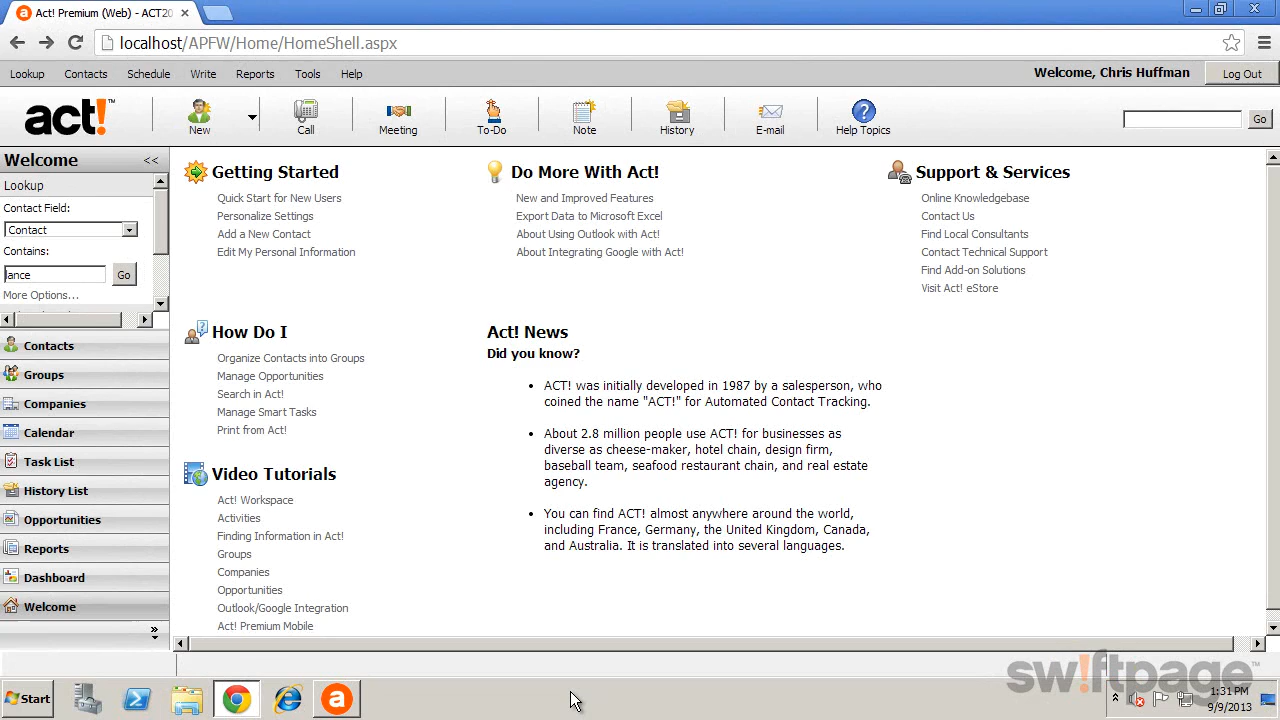 Act! Premium (Web) - ACT20
localhost/APFW/Home/HomeShell.aspx
Lookup Contacts Schedule Write Reports Tools Help
Welcome, Chris Huffman Log Out
act!™
New Call Meeting To-Do Note History E-mail Help Topics Go
Welcome <<
Lookup
Contact Field:
Contact
Contains:
lance Go
More Options...
Contacts
Groups
Companies
Calendar
Task List
History List
Opportunities
Reports
Dashboard
Welcome
Getting Started
Quick Start for New Users
Personalize Settings
Add a New Contact
Edit My Personal Information
Do More With Act!
New and Improved Features
Export Data to Microsoft Excel
About Using Outlook with Act!
About Integrating Google with Act!
Support & Services
Online Knowledgebase
Contact Us
Find Local Consultants
Contact Technical Support
Find Add-on Solutions
Visit Act! eStore
How Do I
Organize Contacts into Groups
Manage Opportunities
Search in Act!
Manage Smart Tasks
Print from Act!
Video Tutorials
Act! Workspace
Activities
Finding Information in Act!
Groups
Companies
Opportunities
Outlook/Google Integration
Act! Premium Mobile
Act! News
Did you know?
• ACT! was initially developed in 1987 by a salesperson, who
coined the name "ACT!" for Automated Contact Tracking.
• About 2.8 million people use ACT! for businesses as
diverse as cheese-maker, hotel chain, design firm,
baseball team, seafood restaurant chain, and real estate
agency.
• You can find ACT! almost anywhere around the world,
including France, Germany, the United Kingdom, Canada,
and Australia. It is translated into several languages.
sw!ftpage™
Start
1:31 PM
9/9/2013